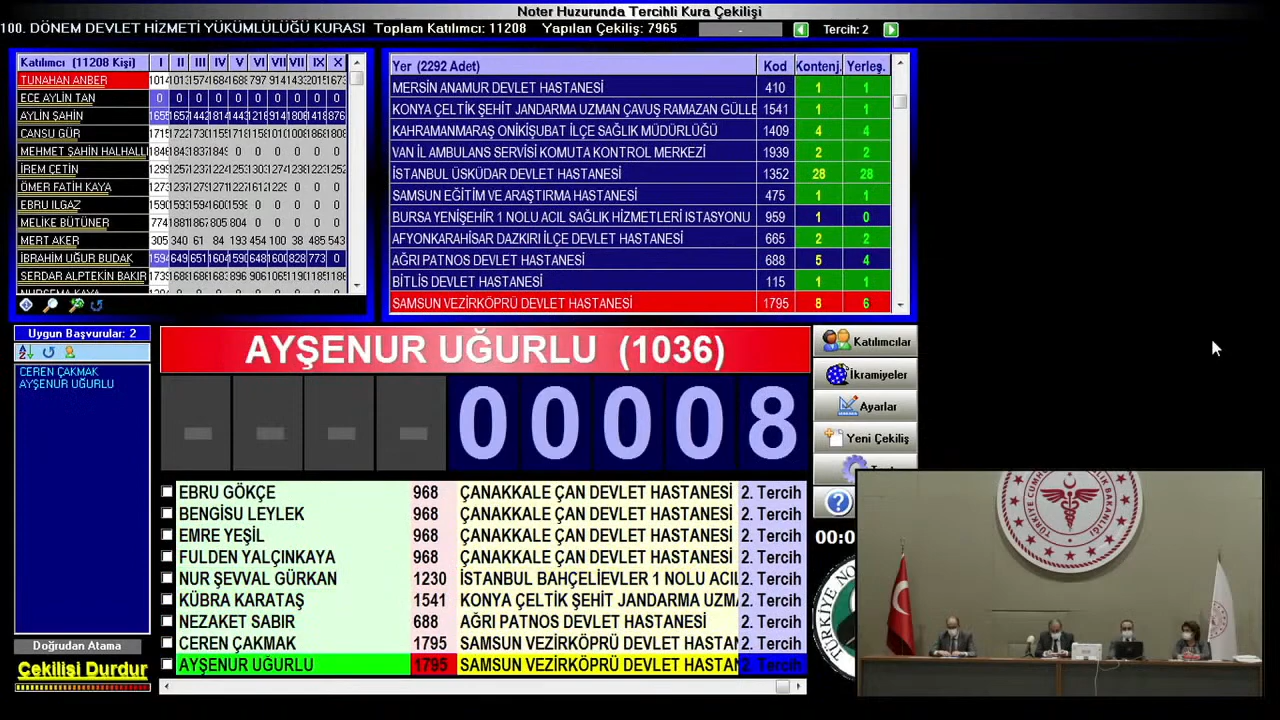 Noter Huzurunda Tercihli Kura Çekilişi
100. DÖNEM DEVLET HİZMETİ YÜKÜMLÜLÜĞÜ KURASI Toplam Katılımcı: 11208 Yapılan Çekiliş: 7965 - Tercih: 2
Katılımcı (11208 Kişi) I II III IV V VI VII VIII IX X
TUNAHAN ANBER
ECE AYLİN TAN 0 0 0 0 0 0 0 0 0 0
AYLİN ŞAHİN
CANSU GÜR
MEHMET ŞAHİN HALHALLI
İREM ÇETİN
ÖMER FATİH KAYA
EBRU ILGAZ
MELİKE BÜTÜNER
MERT AKER 305 340 61 84 193 454 100 38 485 543
İBRAHİM UĞUR BUDAK
SERDAR ALPTEKİN BAKIR
NURSEMA KAYA
Yer (2292 Adet) Kod Kontenj. Yerleş.
MERSİN ANAMUR DEVLET HASTANESİ 410 1 1
KONYA ÇELTİK ŞEHİT JANDARMA UZMAN ÇAVUŞ RAMAZAN GÜLLE 1541 1 1
KAHRAMANMARAŞ ONİKİŞUBAT İLÇE SAĞLIK MÜDÜRLÜĞÜ 1409 4 4
VAN İL AMBULANS SERVİSİ KOMUTA KONTROL MERKEZİ 1939 2 2
İSTANBUL ÜSKÜDAR DEVLET HASTANESİ 1352 28 28
SAMSUN EĞİTİM VE ARAŞTIRMA HASTANESİ 475 1 1
BURSA YENİŞEHİR 1 NOLU ACİL SAĞLIK HİZMETLERİ ISTASYONU 959 1 0
AFYONKARAHİSAR DAZKIRI İLÇE DEVLET HASTANESİ 665 2 2
AĞRI PATNOS DEVLET HASTANESİ 688 5 4
BİTLİS DEVLET HASTANESİ 115 1 1
SAMSUN VEZİRKÖPRÜ DEVLET HASTANESİ 1795 8 6
Uygun Başvurular: 2
CEREN ÇAKMAK
AYŞENUR UĞURLU
Doğrudan Atama
Çekilişi Durdur
AYŞENUR UĞURLU (1036)
- - - - 0 0 0 0 8
EBRU GÖKÇE 968 ÇANAKKALE ÇAN DEVLET HASTANESİ 2. Tercih
BENGİSU LEYLEK 968 ÇANAKKALE ÇAN DEVLET HASTANESİ 2. Tercih
EMRE YEŞİL 968 ÇANAKKALE ÇAN DEVLET HASTANESİ 2. Tercih
FULDEN YALÇINKAYA 968 ÇANAKKALE ÇAN DEVLET HASTANESİ 2. Tercih
NUR ŞEVVAL GÜRKAN 1230 İSTANBUL BAHÇELİEVLER 1 NOLU ACİL 2. Tercih
KÜBRA KARATAŞ 1541 KONYA ÇELTİK ŞEHİT JANDARMA UZMA 2. Tercih
NEZAKET SABIR 688 AĞRI PATNOS DEVLET HASTANESİ 2. Tercih
CEREN ÇAKMAK 1795 SAMSUN VEZİRKÖPRÜ DEVLET HASTAN 2. Tercih
AYŞENUR UĞURLU 1795 SAMSUN VEZİRKÖPRÜ DEVLET HASTAN 2. Tercih
Katılımcılar
İkramiyeler
Ayarlar
Yeni Çekiliş
00:0
TÜRKİYE NO